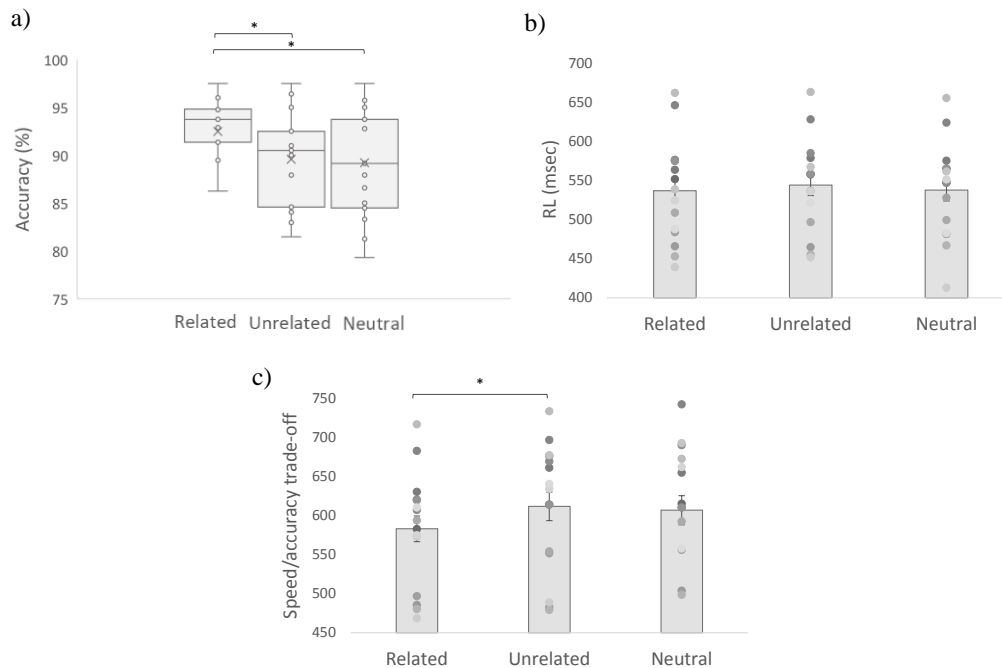 a)
*
*
Accuracy (%)
100
95
90
85
80
75
Related Unrelated Neutral
b)
RL (msec)
700
650
600
550
500
450
400
Related Unrelated Neutral
c)
*
Speed/accuracy trade-off
750
700
650
600
550
500
450
Related Unrelated Neutral